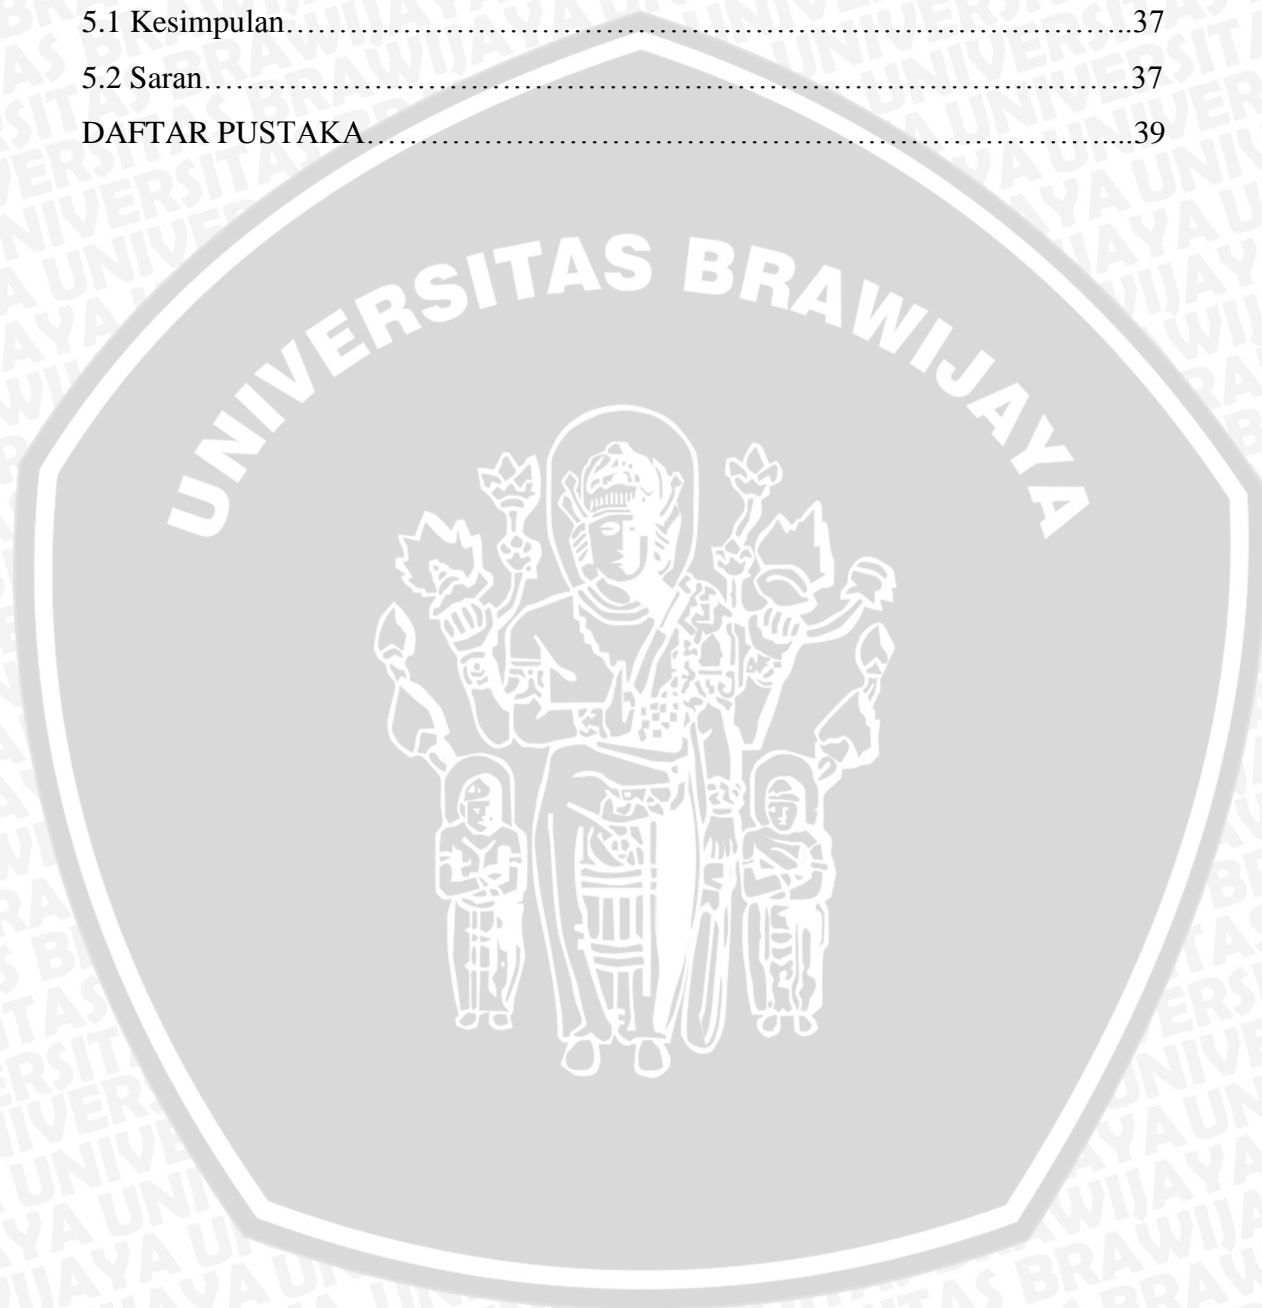 5.1 Kesimpulan…………………………………………………………………..37
5.2 Saran…………………………………………………………………………37
DAFTAR PUSTAKA…………………………………………………………....39
UNIVERSITAS BRAWIJAYA